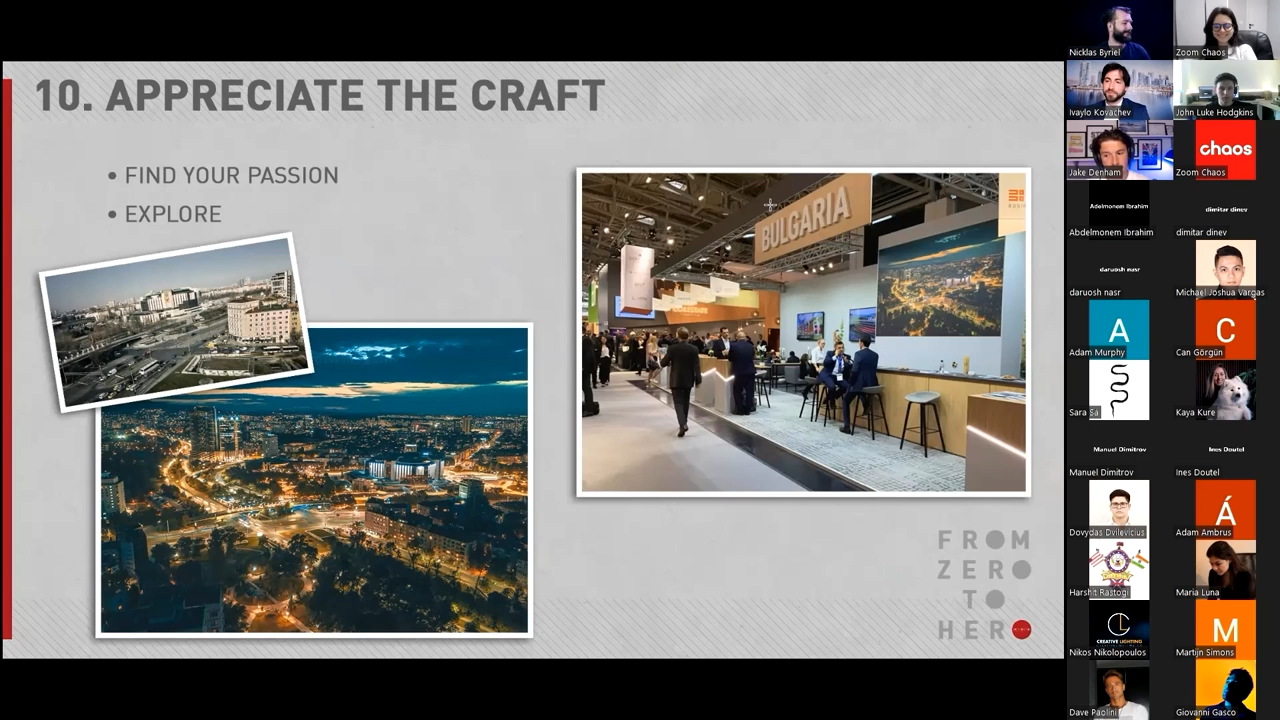 10. APPRECIATE THE CRAFT
• FIND YOUR PASSION
• EXPLORE
BULGARIA
FROM
ZERO
TO
HERO
Nicklas Byriel
Zoom Chaos
Ivaylo Kovachev
John Luke Hodgkins
Jake Denham
chaos
Zoom Chaos
Adelmonem Ibrahim
Abdelmonem Ibrahim
dimitar dinev
dimitar dinev
daruosh nasr
daruosh nasr
Michael Joshua Vargas
A
Adam Murphy
C
Can Görgün
Sara Sa
Kaya Kure
Manuel Dimitrov
Manuel Dimitrov
Ines Doutel
Ines Doutel
Dovydas Dvilevicius
Á
Adam Ambrus
Harshit Rastogi
Maria Luna
CL
CREATIVE LIGHTING
Nikos Nikolopoulos
M
Martijn Simons
Dave Paolini
Giovanni Gasco